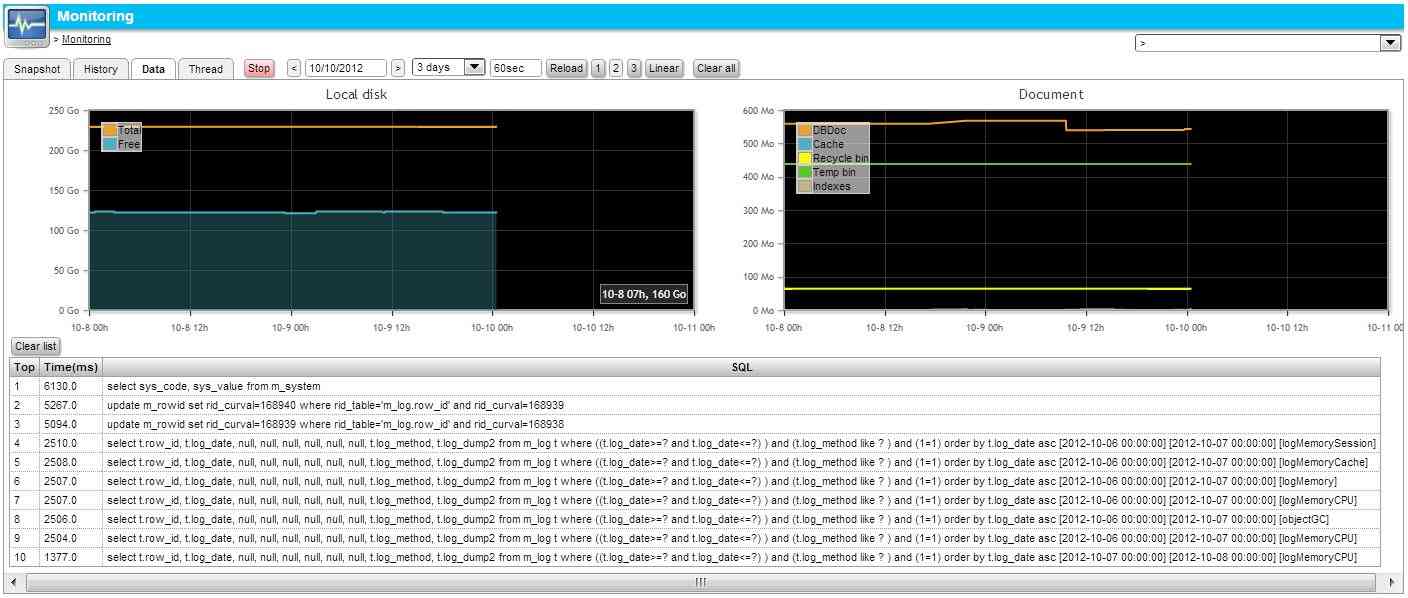 Monitoring
> Monitoring
>
Snapshot History Data Thread Stop < 10/10/2012 > 3 days 60sec Reload 1 2 3 Linear Clear all
Local disk
250 Go
200 Go
150 Go
100 Go
50 Go
0 Go
Total
Free
10-8 07h, 160 Go
10-8 00h 10-8 12h 10-9 00h 10-9 12h 10-10 00h 10-10 12h 10-11 00h
Document
600 Mo
500 Mo
400 Mo
300 Mo
200 Mo
100 Mo
0 Mo
DBDoc
Cache
Recycle bin
Temp bin
Indexes
10-8 00h 10-8 12h 10-9 00h 10-9 12h 10-10 00h 10-10 12h 10-11 00
Clear list
Top Time(ms) SQL
1 6130.0 select sys_code, sys_value from m_system
2 5267.0 update m_rowid set rid_curval=168940 where rid_table='m_log.row_id' and rid_curval=168939
3 5094.0 update m_rowid set rid_curval=168939 where rid_table='m_log.row_id' and rid_curval=168938
4 2510.0 select t.row_id, t.log_date, null, null, null, null, null, null, t.log_method, t.log_dump2 from m_log t where ((t.log_date>=? and t.log_date<=?) ) and (t.log_method like ? ) and (1=1) order by t.log_date asc [2012-10-06 00:00:00] [2012-10-07 00:00:00] [logMemorySession]
5 2508.0 select t.row_id, t.log_date, null, null, null, null, null, null, t.log_method, t.log_dump2 from m_log t where ((t.log_date>=? and t.log_date<=?) ) and (t.log_method like ? ) and (1=1) order by t.log_date asc [2012-10-06 00:00:00] [2012-10-07 00:00:00] [logMemoryCache]
6 2507.0 select t.row_id, t.log_date, null, null, null, null, null, null, t.log_method, t.log_dump2 from m_log t where ((t.log_date>=? and t.log_date<=?) ) and (t.log_method like ? ) and (1=1) order by t.log_date asc [2012-10-06 00:00:00] [2012-10-07 00:00:00] [logMemory]
7 2507.0 select t.row_id, t.log_date, null, null, null, null, null, null, t.log_method, t.log_dump2 from m_log t where ((t.log_date>=? and t.log_date<=?) ) and (t.log_method like ? ) and (1=1) order by t.log_date asc [2012-10-06 00:00:00] [2012-10-07 00:00:00] [logMemoryCPU]
8 2506.0 select t.row_id, t.log_date, null, null, null, null, null, null, t.log_method, t.log_dump2 from m_log t where ((t.log_date>=? and t.log_date<=?) ) and (t.log_method like ? ) and (1=1) order by t.log_date asc [2012-10-06 00:00:00] [2012-10-07 00:00:00] [objectGC]
9 2504.0 select t.row_id, t.log_date, null, null, null, null, null, null, t.log_method, t.log_dump2 from m_log t where ((t.log_date>=? and t.log_date<=?) ) and (t.log_method like ? ) and (1=1) order by t.log_date asc [2012-10-06 00:00:00] [2012-10-07 00:00:00] [logMemoryCPU]
10 1377.0 select t.row_id, t.log_date, null, null, null, null, null, null, t.log_method, t.log_dump2 from m_log t where ((t.log_date>=? and t.log_date<=?) ) and (t.log_method like ? ) and (1=1) order by t.log_date asc [2012-10-07 00:00:00] [2012-10-08 00:00:00] [logMemoryCPU]